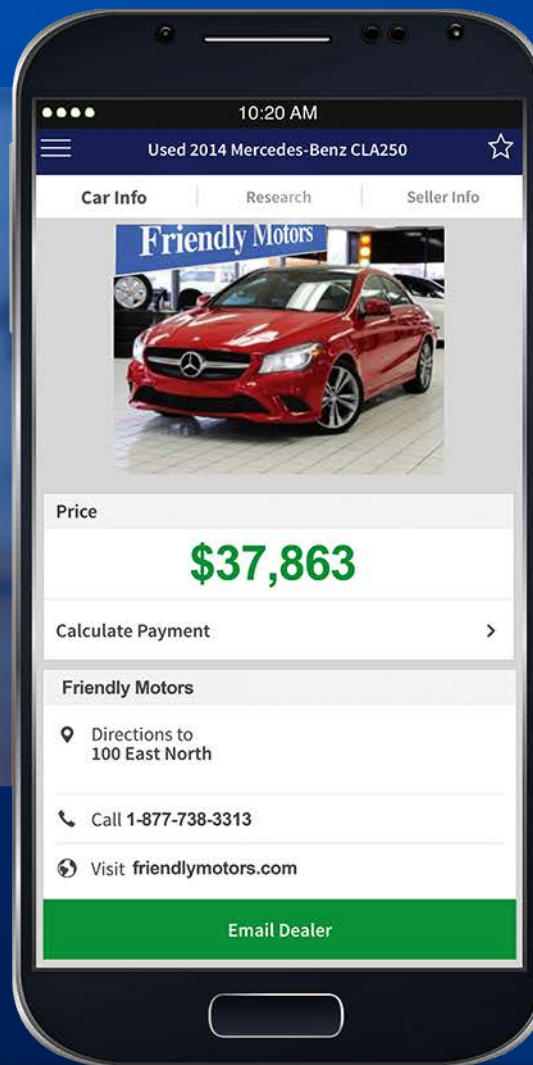 10:20 AM
Used 2014 Mercedes-Benz CLA250
Car Info
Research
Seller Info
Friendly Motors
Price
$37,863
Calculate Payment
Friendly Motors
Directions to
100 East North
Call 1-877-738-3313
Visit friendlymotors.com
Email Dealer